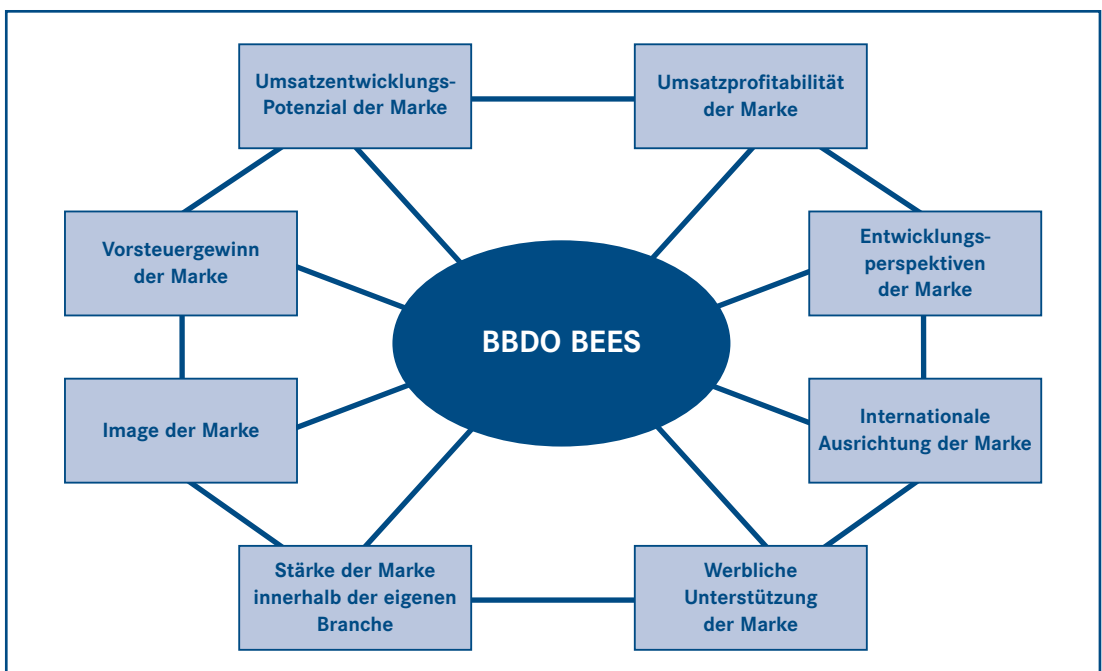 Umsatzentwicklungs-
Potenzial der Marke
Umsatzprofitabilität
der Marke
Vorsteuergewinn
der Marke
Entwicklungs-
perspektiven
der Marke
BBDO BEES
Image der Marke
Internationale
Ausrichtung der Marke
Stärke der Marke
innerhalb der eigenen
Branche
Werbliche
Unterstützung
der Marke